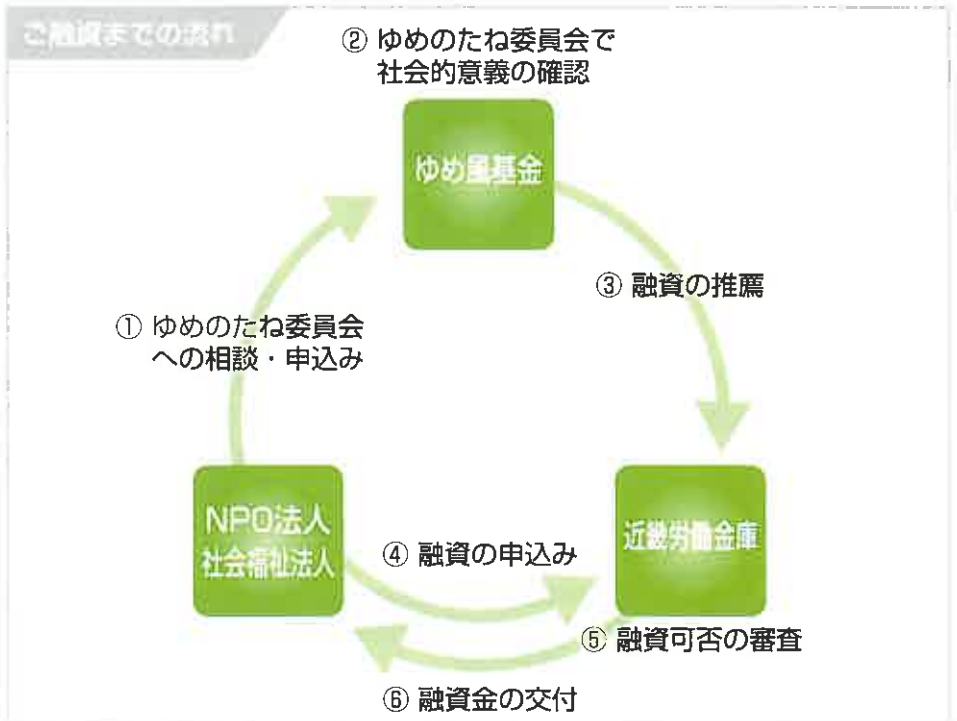 ご融資までの流れ
② ゆめのたね委員会で
社会的意義の確認
ゆめ風基金
③ 融資の推薦
① ゆめのたね委員会
への相談・申込み
NPO法人
社会福祉法人
近畿労働金庫
④ 融資の申込み
⑤ 融資可否の審査
⑥ 融資金の交付